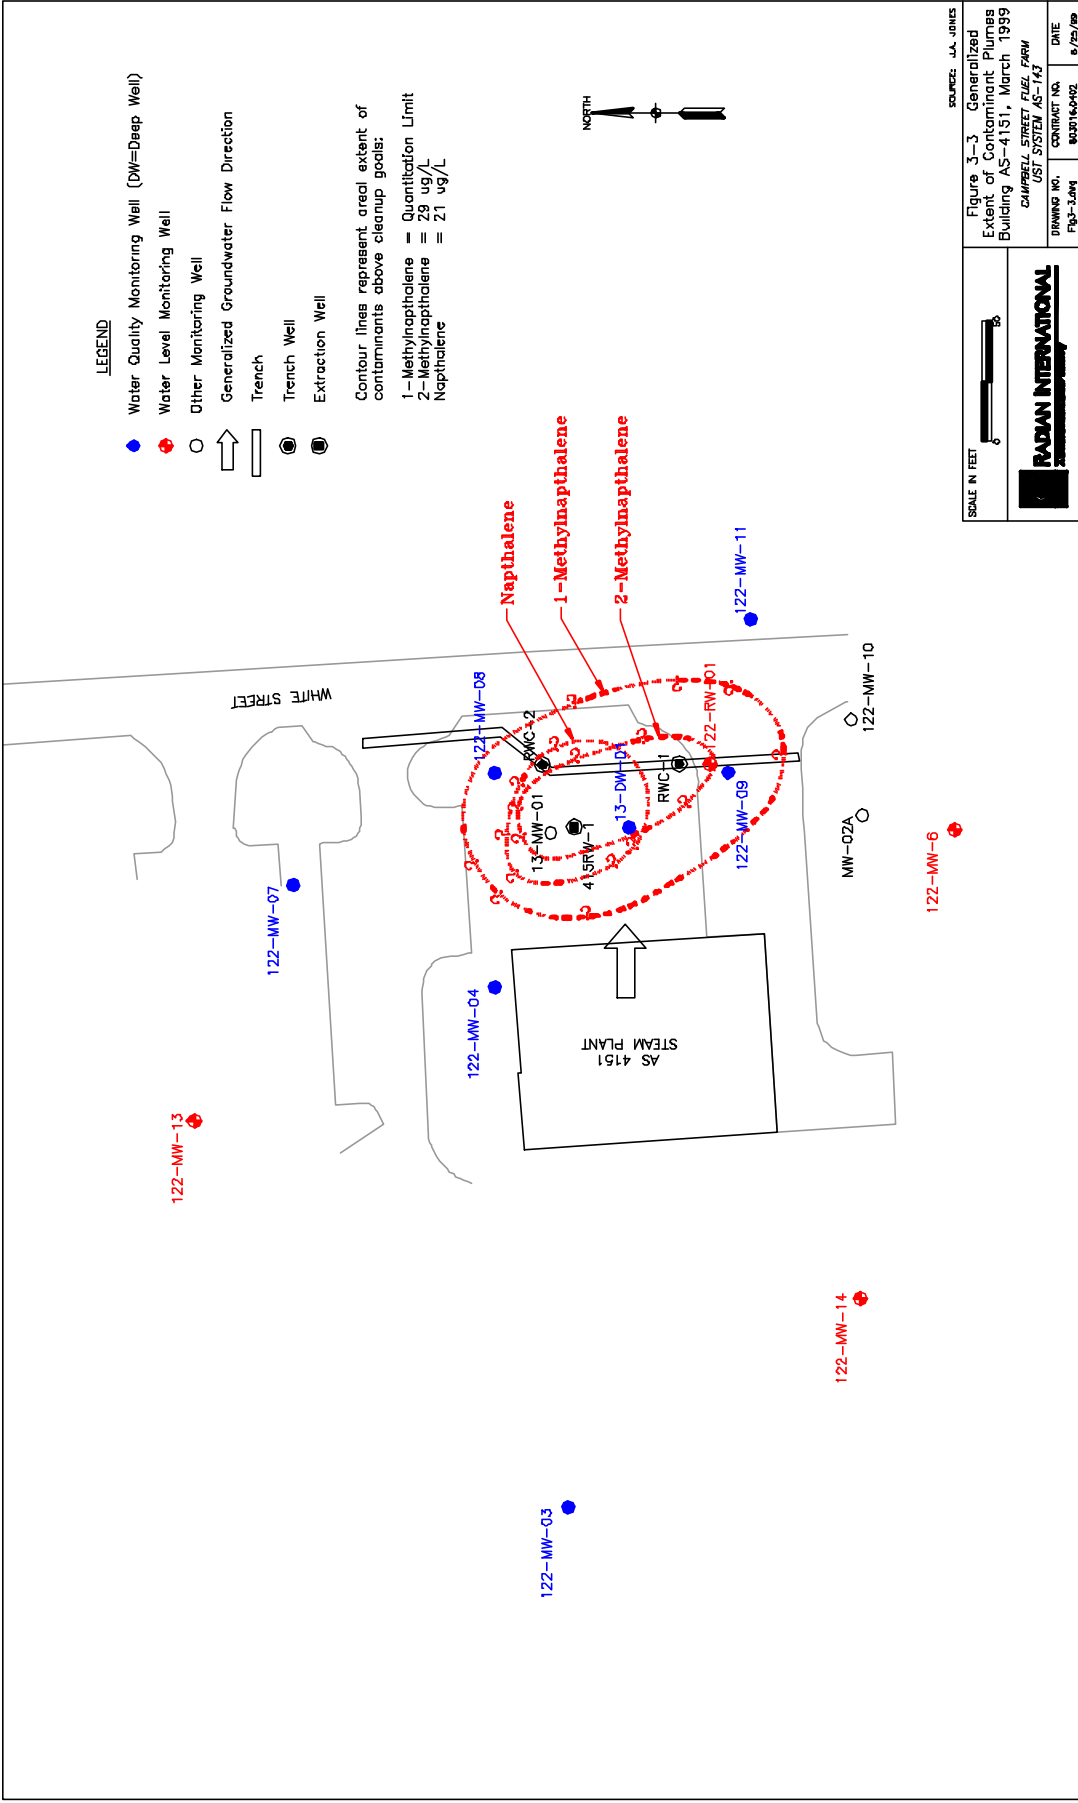 LEGEND
Water Quality Monitoring Well (DW=Deep Well)
Water Level Monitoring Well
Other Monitoring Well
Generalized Groundwater Flow Direction
Trench
Trench Well
Extraction Well
Contour lines represent areal extent of
contaminants above cleanup goals:
1-Methylnapthalene = Quantitation Limit
2-Methylnapthalene = 29 ug/L
Napthalene = 21 ug/L
NORTH
Napthalene
1-Methylnapthalene
2-Methylnapthalene
WHITE STREET
122-MW-08
RWC-2
13-MW-01
415RW-1
13-DW-01
RWC-1
122-RW-01
122-MW-09
122-MW-11
122-MW-10
MW-02A
122-MW-6
122-MW-07
122-MW-04
AS 4151
STEAM PLANT
122-MW-13
122-MW-14
122-MW-03
SOURCE: J.A. JONES
SCALE IN FEET
0 50
RADIAN INTERNATIONAL
Figure 3-3 Generalized
Extent of Contaminant Plumes
Building AS-4151, March 1999
CAMPBELL STREET FUEL FARM
UST SYSTEM AS-143
DRAWING NO. CONTRACT NO. DATE
Fig3-3.dwg